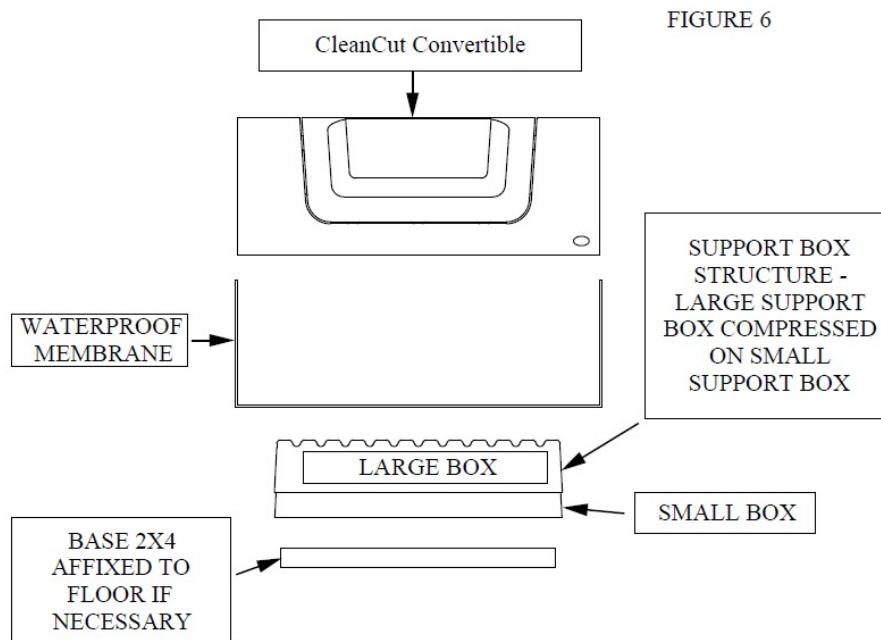 FIGURE 6
CleanCut Convertible
WATERPROOF
MEMBRANE
SUPPORT BOX
STRUCTURE -
LARGE SUPPORT
BOX COMPRESSED
ON SMALL
SUPPORT BOX
LARGE BOX
SMALL BOX
BASE 2X4
AFFIXED TO
FLOOR IF
NECESSARY